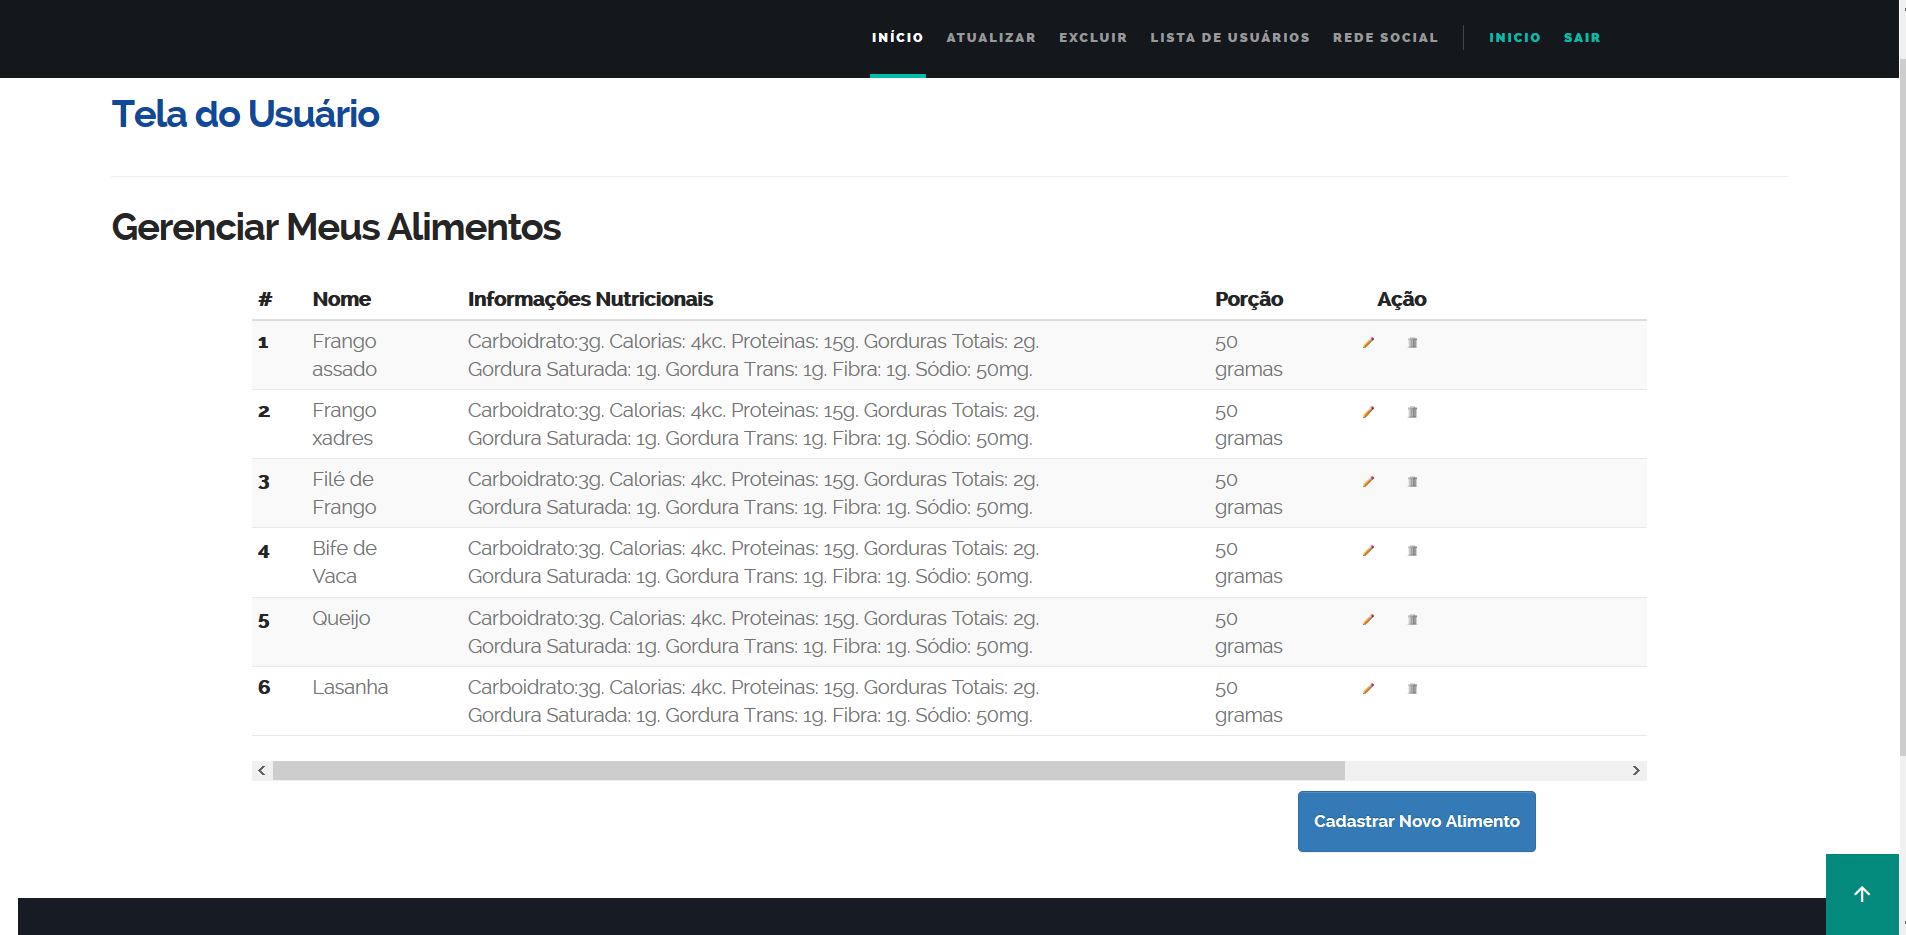 INÍCIO ATUALIZAR EXCLUIR LISTA DE USUÁRIOS REDE SOCIAL INICIO SAIR
Tela do Usuário
Gerenciar Meus Alimentos
# Nome Informações Nutricionais Porção Ação
1 Frango Carboidrato:3g. Calorias: 4kc. Proteinas: 15g. Gorduras Totais: 2g. 50
assado Gordura Saturada: 1g. Gordura Trans: 1g. Fibra: 1g. Sódio: 50mg. gramas
2 Frango Carboidrato:3g. Calorias: 4kc. Proteinas: 15g. Gorduras Totais: 2g. 50
xadres Gordura Saturada: 1g. Gordura Trans: 1g. Fibra: 1g. Sódio: 50mg. gramas
3 Filé de Carboidrato:3g. Calorias: 4kc. Proteinas: 15g. Gorduras Totais: 2g. 50
Frango Gordura Saturada: 1g. Gordura Trans: 1g. Fibra: 1g. Sódio: 50mg. gramas
4 Bife de Carboidrato:3g. Calorias: 4kc. Proteinas: 15g. Gorduras Totais: 2g. 50
Vaca Gordura Saturada: 1g. Gordura Trans: 1g. Fibra: 1g. Sódio: 50mg. gramas
5 Queijo Carboidrato:3g. Calorias: 4kc. Proteinas: 15g. Gorduras Totais: 2g. 50
Gordura Saturada: 1g. Gordura Trans: 1g. Fibra: 1g. Sódio: 50mg. gramas
6 Lasanha Carboidrato:3g. Calorias: 4kc. Proteinas: 15g. Gorduras Totais: 2g. 50
Gordura Saturada: 1g. Gordura Trans: 1g. Fibra: 1g. Sódio: 50mg. gramas
Cadastrar Novo Alimento